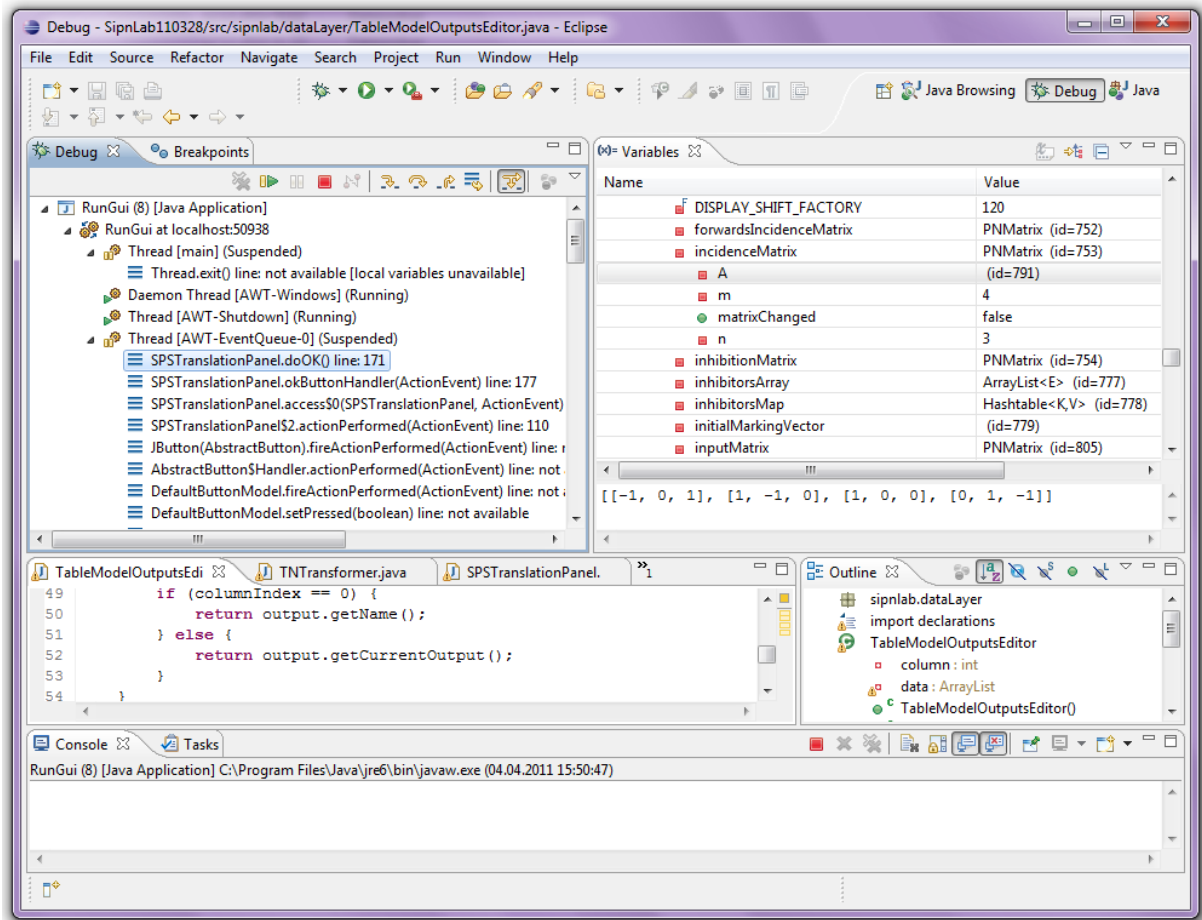 Debug - SipnLab110328/src/sipnlab/dataLayer/TableModelOutputsEditor.java - Eclipse
File Edit Source Refactor Navigate Search Project Run Window Help
Java Browsing Debug Java
Debug Breakpoints
RunGui (8) [Java Application]
RunGui at localhost:50938
Thread [main] (Suspended)
Thread.exit() line: not available [local variables unavailable]
Daemon Thread [AWT-Windows] (Running)
Thread [AWT-Shutdown] (Running)
Thread [AWT-EventQueue-0] (Suspended)
SPSTranslationPanel.doOK() line: 171
SPSTranslationPanel.okButtonHandler(ActionEvent) line: 177
SPSTranslationPanel.access$0(SPSTranslationPanel, ActionEvent)
SPSTranslationPanel$2.actionPerformed(ActionEvent) line: 110
JButton(AbstractButton).fireActionPerformed(ActionEvent) line:
AbstractButton$Handler.actionPerformed(ActionEvent) line: not
DefaultButtonModel.fireActionPerformed(ActionEvent) line: not
DefaultButtonModel.setPressed(boolean) line: not available
(x)= Variables
Name Value
DISPLAY_SHIFT_FACTORY 120
forwardsIncidenceMatrix PNMatrix (id=752)
incidenceMatrix PNMatrix (id=753)
A (id=791)
m 4
matrixChanged false
n 3
inhibitionMatrix PNMatrix (id=754)
inhibitorsArray ArrayList<E> (id=777)
inhibitorsMap Hashtable<K,V> (id=778)
initialMarkingVector (id=779)
inputMatrix PNMatrix (id=805)
[[-1, 0, 1], [1, -1, 0], [1, 0, 0], [0, 1, -1]]
TableModelOutputsEdi TNTransformer.java SPSTranslationPanel. »1
49 if (columnIndex == 0) {
50 return output.getName();
51 } else {
52 return output.getCurrentOutput();
53 }
54 }
Outline
sipnlab.dataLayer
import declarations
TableModelOutputsEditor
column : int
data : ArrayList
TableModelOutputsEditor()
Console Tasks
RunGui (8) [Java Application] C:\Program Files\Java\jre6\bin\javaw.exe (04.04.2011 15:50:47)